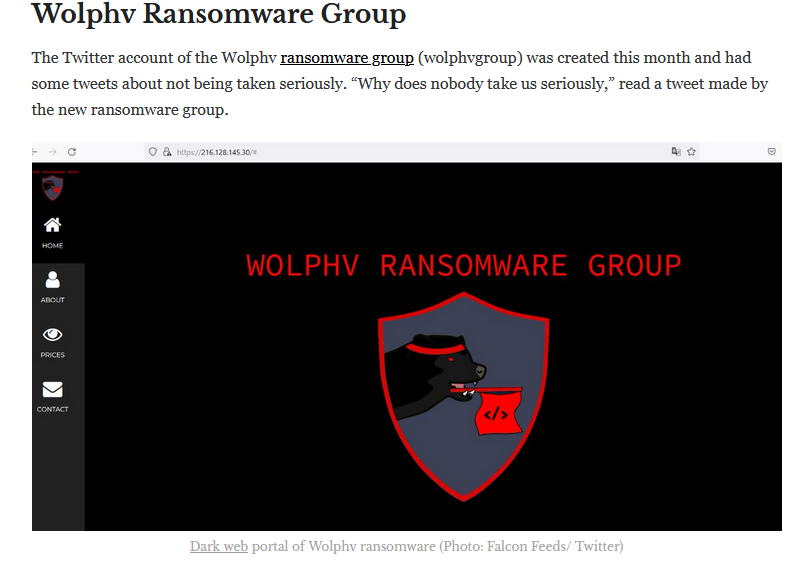 Wolphv Ransomware Group
The Twitter account of the Wolphv ransomware group (wolphvgroup) was created this month and had
some tweets about not being taken seriously. “Why does nobody take us seriously,” read a tweet made by
the new ransomware group.
https://216.128.145.30/#
HOME
ABOUT
PRICES
CONTACT
WOLPHV RANSOMWARE GROUP
</>
Dark web portal of Wolphv ransomware (Photo: Falcon Feeds/ Twitter)